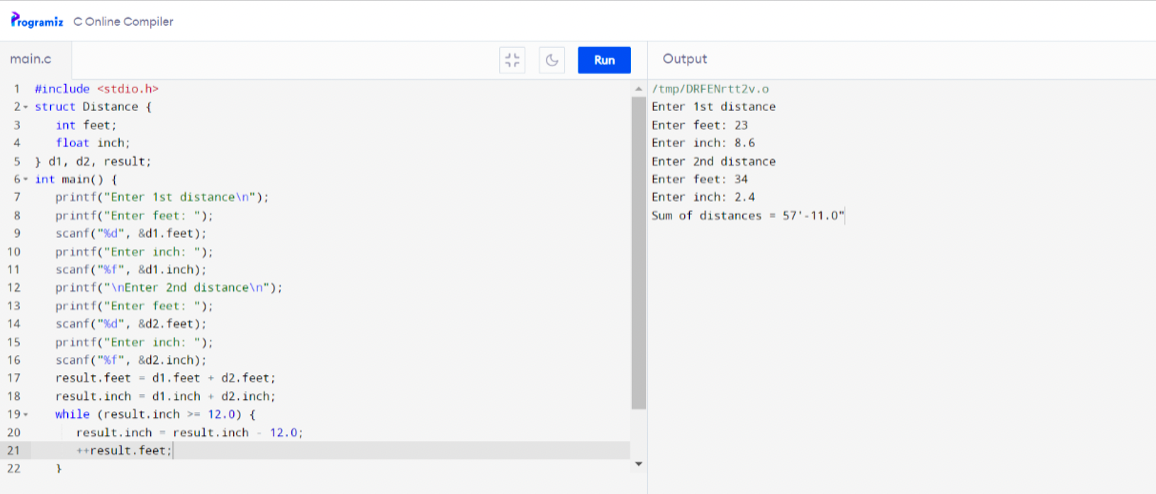 Programiz C Online Compiler
main.c Run Output
1 #include <stdio.h>
2 struct Distance {
3 int feet;
4 float inch;
5 } d1, d2, result;
6 int main() {
7 printf("Enter 1st distance\n");
8 printf("Enter feet: ");
9 scanf("%d", &d1.feet);
10 printf("Enter inch: ");
11 scanf("%f", &d1.inch);
12 printf("\nEnter 2nd distance\n");
13 printf("Enter feet: ");
14 scanf("%d", &d2.feet);
15 printf("Enter inch: ");
16 scanf("%f", &d2.inch);
17 result.feet = d1.feet + d2.feet;
18 result.inch = d1.inch + d2.inch;
19 while (result.inch >= 12.0) {
20 result.inch = result.inch - 12.0;
21 ++result.feet;
22 }
/tmp/DRFENrtt2v.o
Enter 1st distance
Enter feet: 23
Enter inch: 8.6
Enter 2nd distance
Enter feet: 34
Enter inch: 2.4
Sum of distances = 57'-11.0"